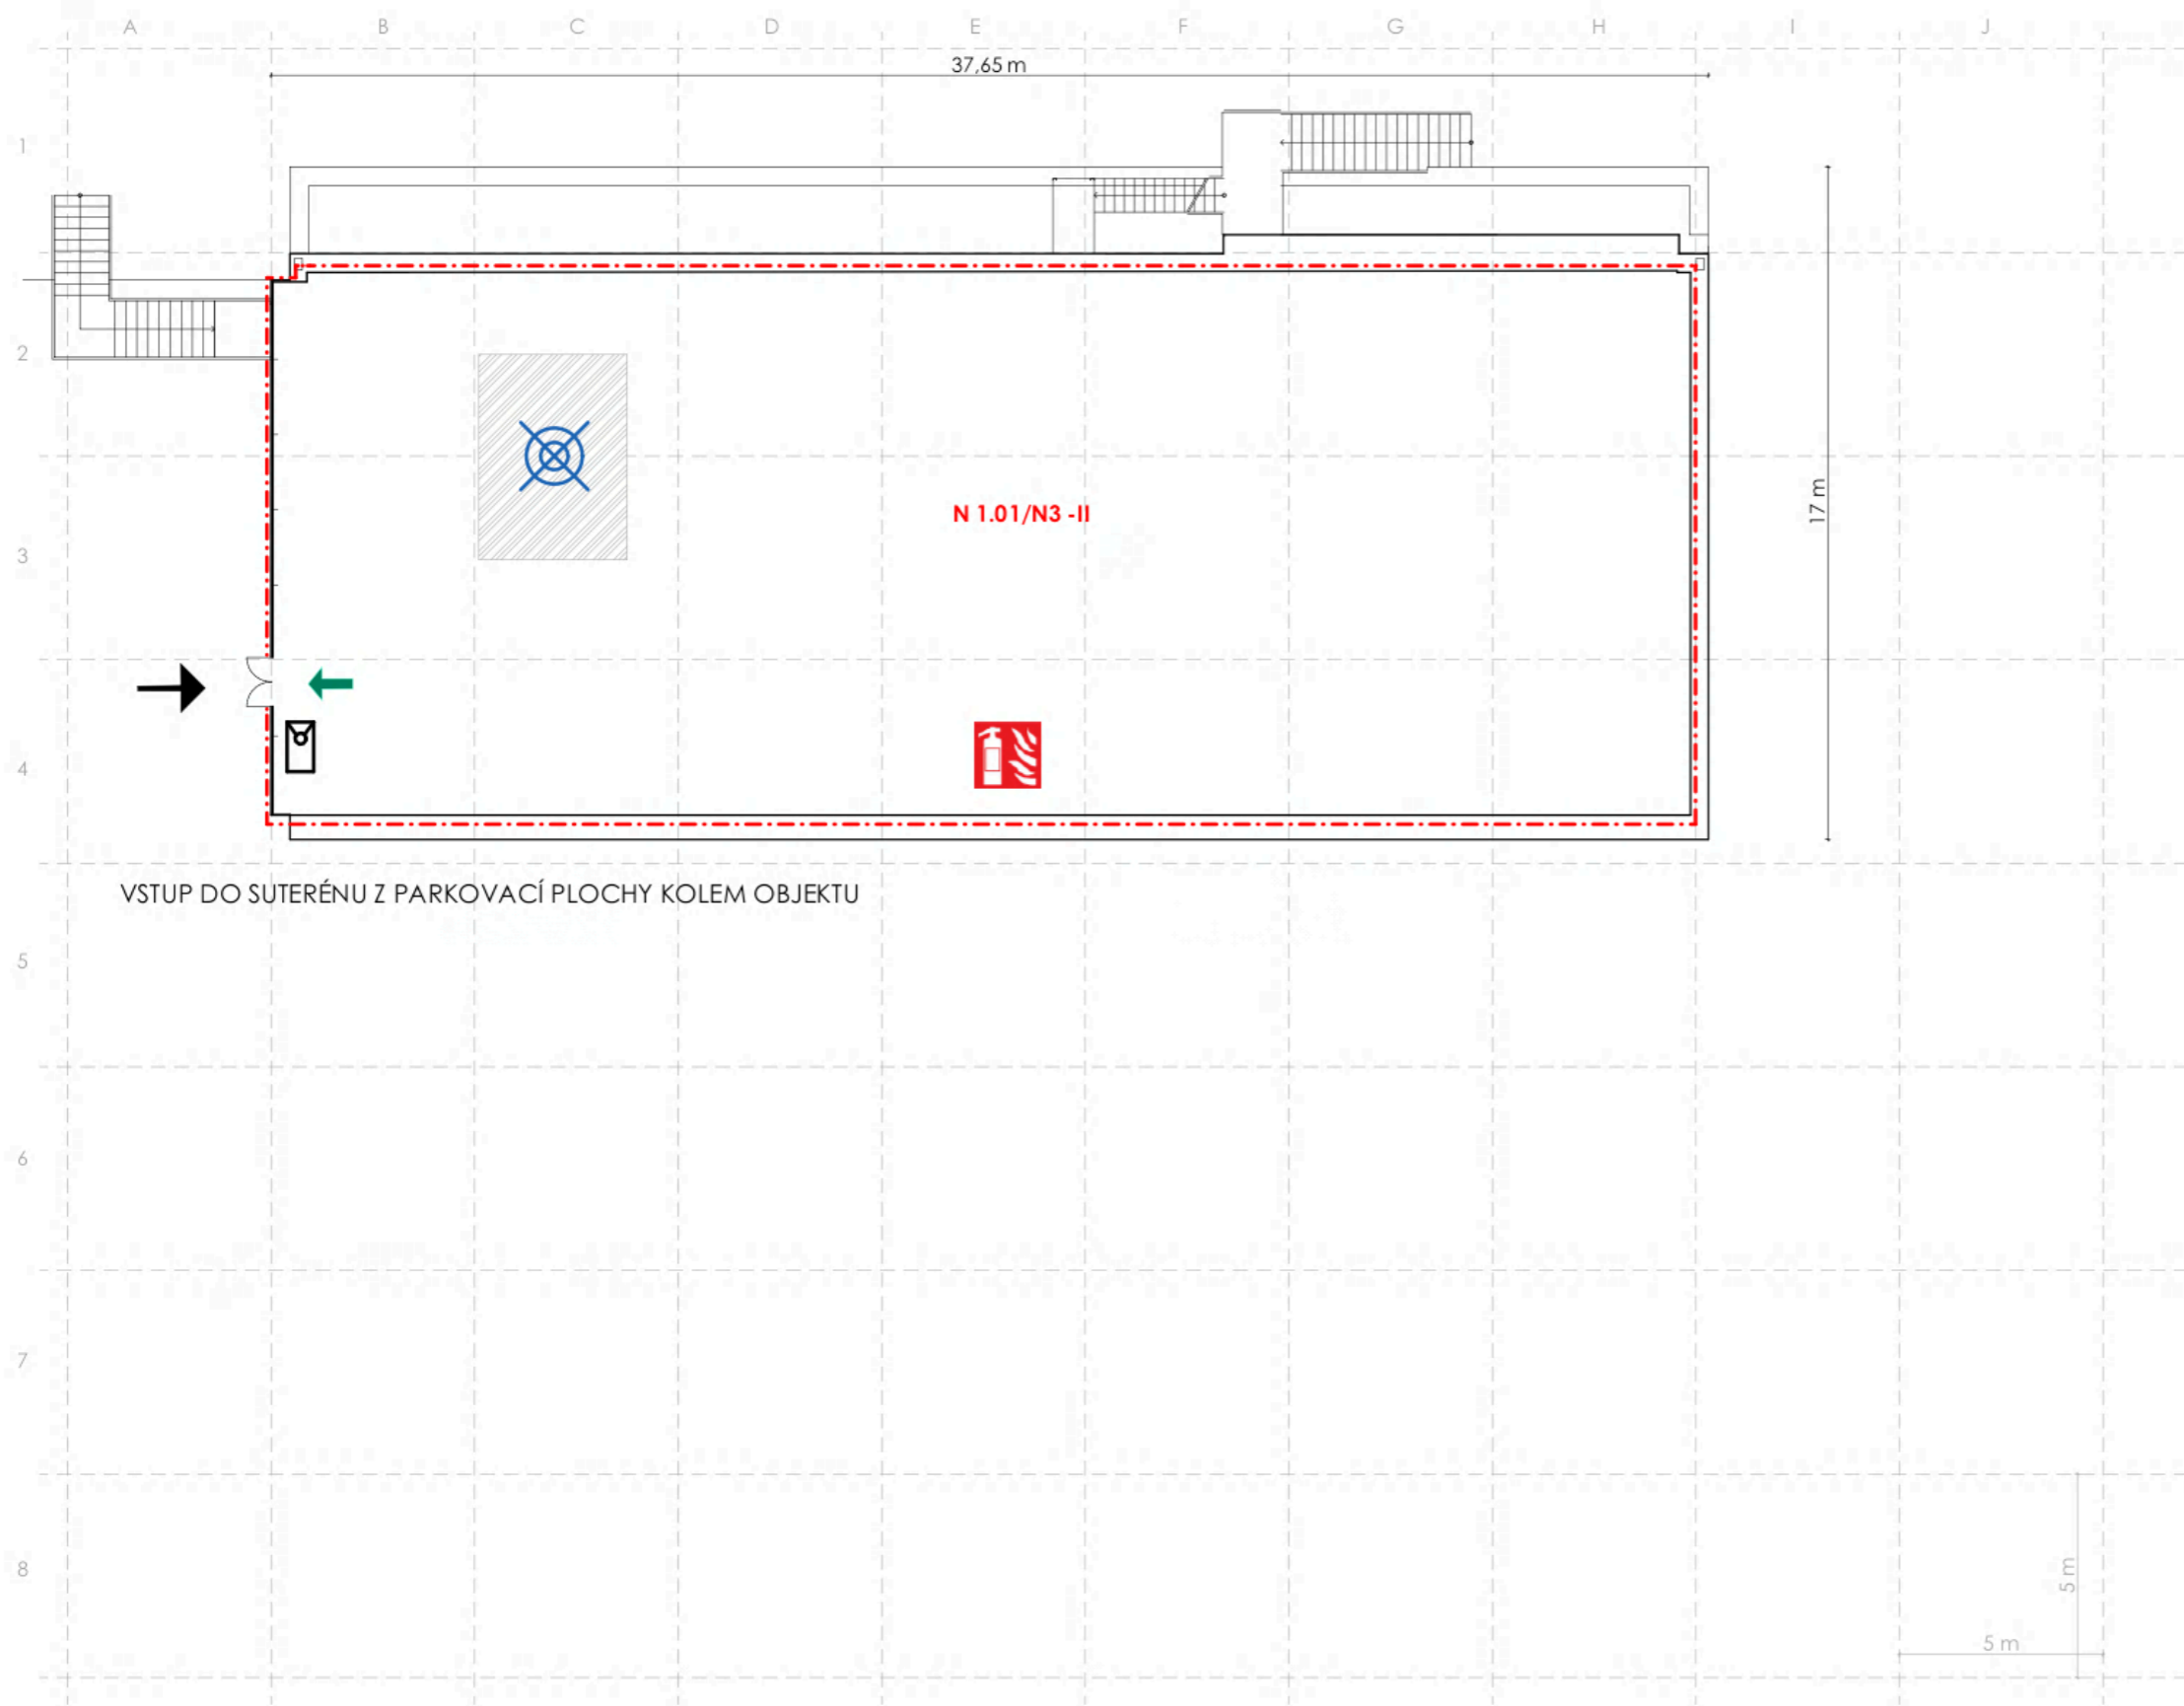 A B C D E F G H I J
37,65 m
1
2
17 m
N 1.01/N3 -II
3
4
VSTUP DO SUTERÉNU Z PARKOVACÍ PLOCHY KOLEM OBJEKTU
5
6
7
8
5 m
5 m